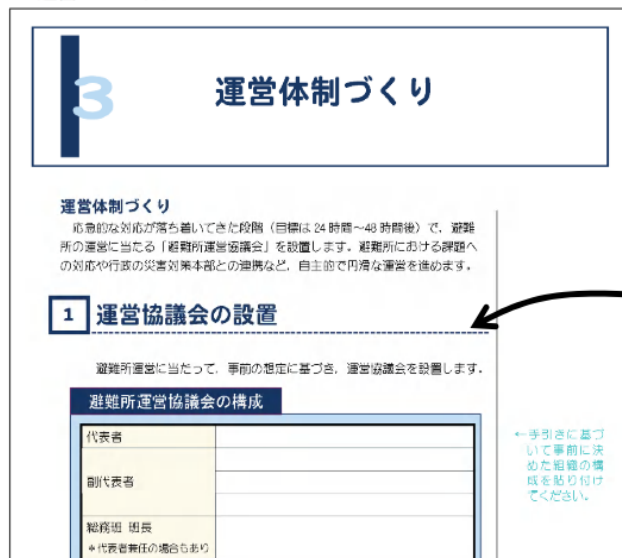 3
運営体制づくり
運営体制づくり
応急的な対応が落ち着いてきた段階（目標は24時間～48時間後）で、避難
所の運営に当たる「避難所運営協議会」を設置します。避難所における課題へ
の対応や行政の災害対策本部との連携など、自主的で円滑な運営を進めます。
1 運営協議会の設置
避難所運営に当たって、事前の想定に基づき、運営協議会を設置します。
避難所運営協議会の構成
代表者
副代表者
総務班 班長
＊代表者兼任の場合もあり
←手引きに基づ
いて事前に決
めた組織の構
成を貼り付け
てください。